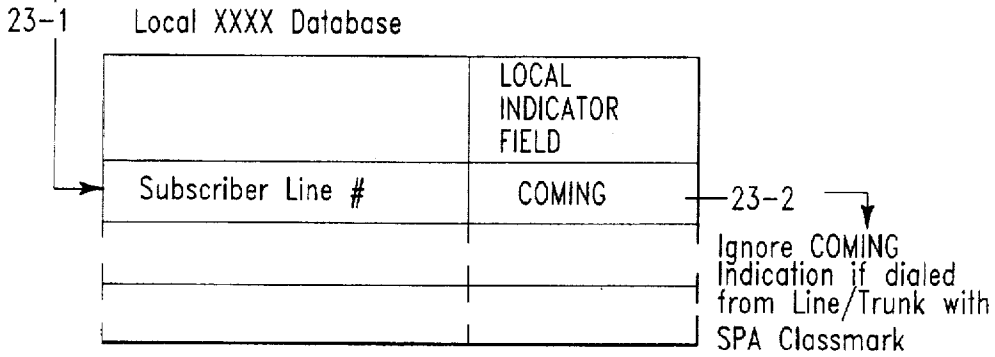 23-1 Local XXXX Database
LOCAL
INDICATOR
FIELD
Subscriber Line # COMING 23-2
Ignore COMING
Indication if dialed
from Line/Trunk with
SPA Classmark